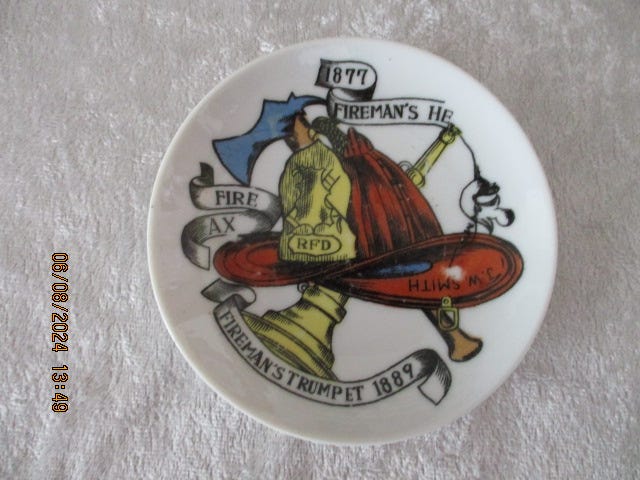 1877
FIREMAN'S HE
FIRE
AX
RFD
J.W. SMITH
FIREMAN'S TRUMPET 1889
06/08/2024 13:49